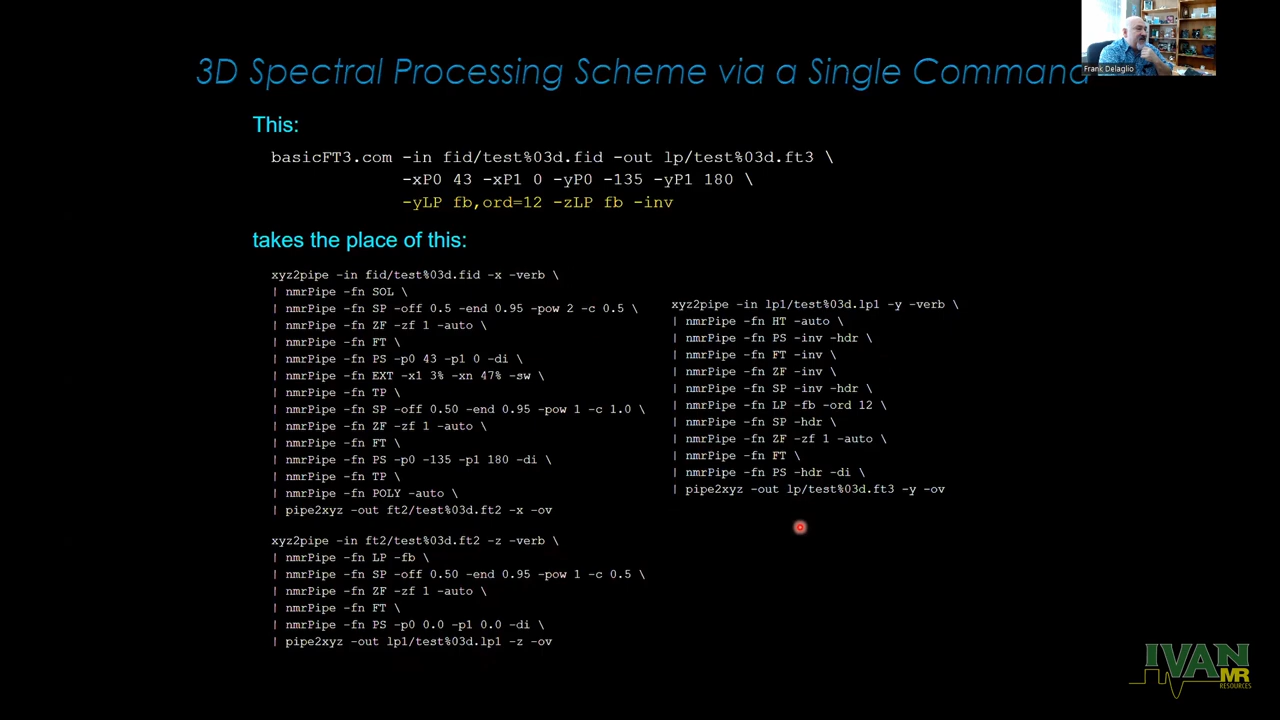 Frank Delaglio
3D Spectral Processing Scheme via a Single Command
This:
basicFT3.com -in fid/test%03d.fid -out lp/test%03d.ft3 \
-xP0 43 -xP1 0 -yP0 -135 -yP1 180 \
-yLP fb,ord=12 -zLP fb -inv
takes the place of this:
xyz2pipe -in fid/test%03d.fid -x -verb \
| nmrPipe -fn SOL \
| nmrPipe -fn SP -off 0.5 -end 0.95 -pow 2 -c 0.5 \
| nmrPipe -fn ZF -zf 1 -auto \
| nmrPipe -fn FT \
| nmrPipe -fn PS -p0 43 -p1 0 -di \
| nmrPipe -fn EXT -x1 3% -xn 47% -sw \
| nmrPipe -fn TP \
| nmrPipe -fn SP -off 0.50 -end 0.95 -pow 1 -c 1.0 \
| nmrPipe -fn ZF -zf 1 -auto \
| nmrPipe -fn FT \
| nmrPipe -fn PS -p0 -135 -p1 180 -di \
| nmrPipe -fn TP \
| nmrPipe -fn POLY -auto \
| pipe2xyz -out ft2/test%03d.ft2 -x -ov
xyz2pipe -in ft2/test%03d.ft2 -z -verb \
| nmrPipe -fn LP -fb \
| nmrPipe -fn SP -off 0.50 -end 0.95 -pow 1 -c 0.5 \
| nmrPipe -fn ZF -zf 1 -auto \
| nmrPipe -fn FT \
| nmrPipe -fn PS -p0 0.0 -p1 0.0 -di \
| pipe2xyz -out lp1/test%03d.lp1 -z -ov
xyz2pipe -in lp1/test%03d.lp1 -y -verb \
| nmrPipe -fn HT -auto \
| nmrPipe -fn PS -inv -hdr \
| nmrPipe -fn FT -inv \
| nmrPipe -fn ZF -inv \
| nmrPipe -fn SP -inv -hdr \
| nmrPipe -fn LP -fb -ord 12 \
| nmrPipe -fn SP -hdr \
| nmrPipe -fn ZF -zf 1 -auto \
| nmrPipe -fn FT \
| nmrPipe -fn PS -hdr -di \
| pipe2xyz -out lp/test%03d.ft3 -y -ov
IVAN
MR
RESOURCES